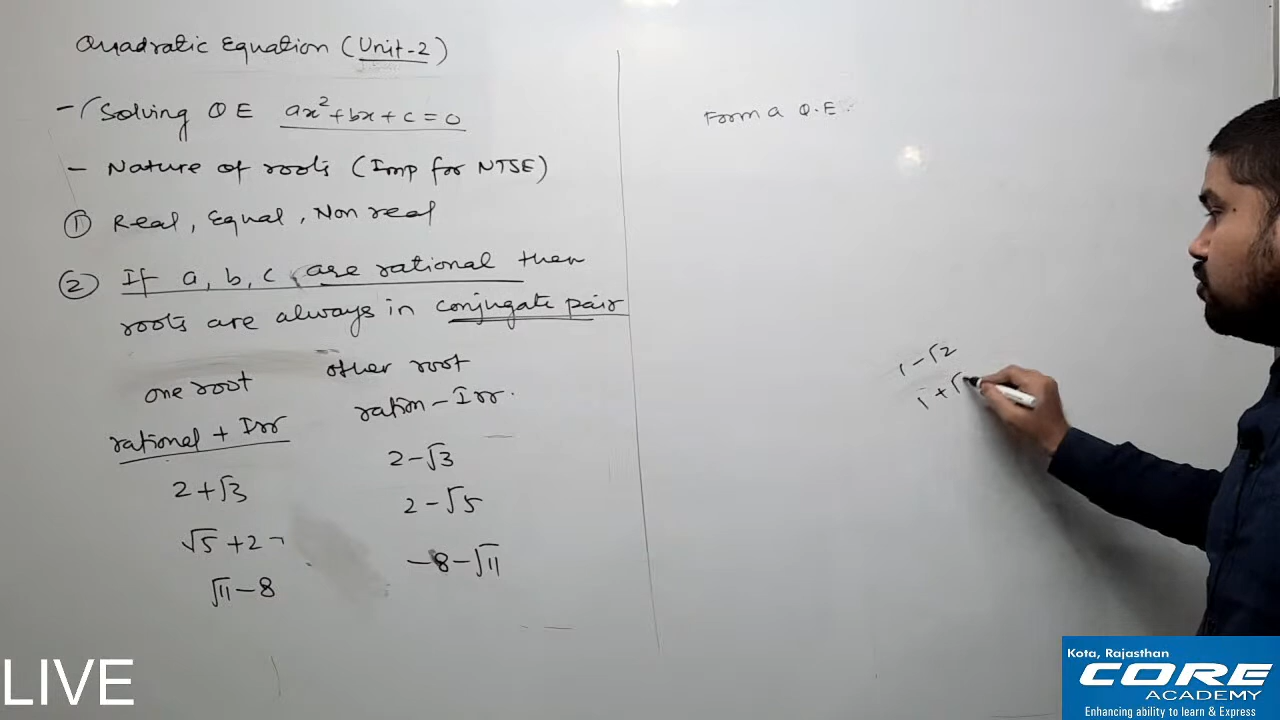 Quadratic Equation (Unit-2)
- Solving QE ax²+bx+c=0
- Nature of roots (Imp for NTSE)
① Real, Equal, Non real
② If a, b, c are rational then
roots are always in conjugate pair
one root other root
rational + Irr ration - Irr.
2+√3 2-√3
√5+2 2-√5
√11-8 -8-√11
Form a Q.E.
1-√2
1+√
LIVE
Kota, Rajasthan
CORE
ACADEMY
Enhancing ability to learn & Express